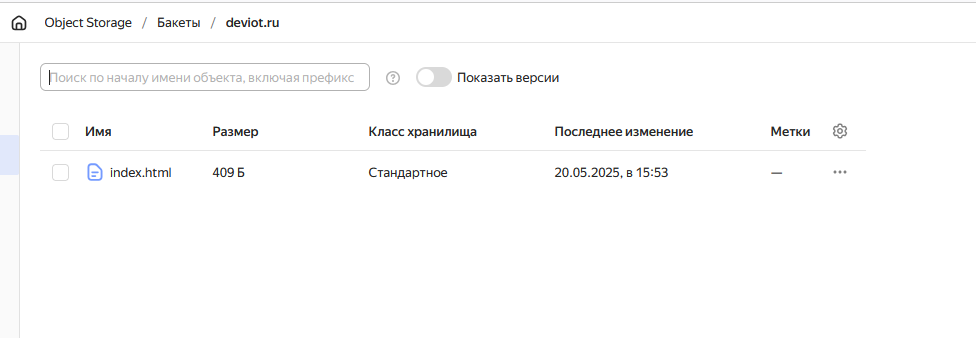 Object Storage / Бакеты / deviot.ru
Поиск по началу имени объекта, включая префикс ? Показать версии
Имя Размер Класс хранилища Последнее изменение Метки
index.html 409 Б Стандартное 20.05.2025, в 15:53 — ···